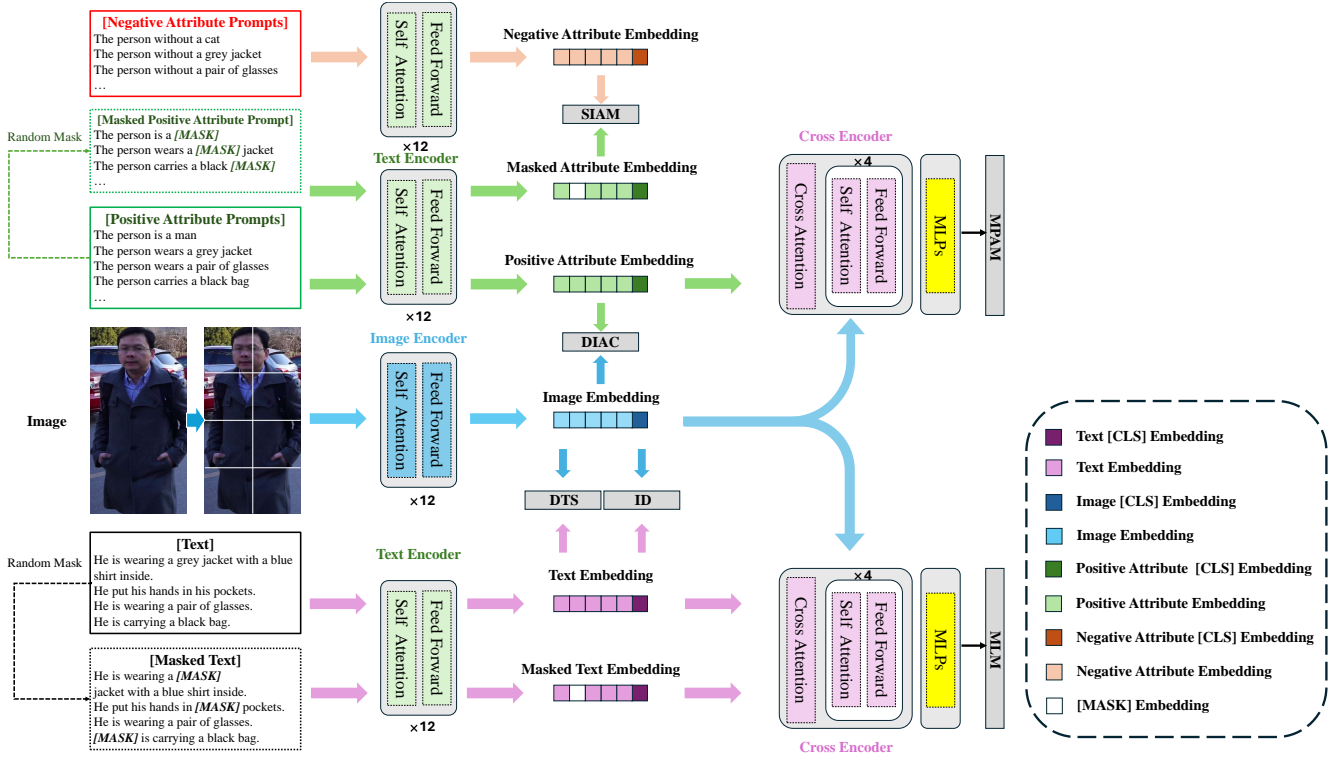 [Negative Attribute Prompts]
The person without a cat
The person without a grey jacket
The person without a pair of glasses
...
Random Mask
[Masked Positive Attribute Prompt]
The person is a [MASK]
The person wears a [MASK] jacket
The person carries a black [MASK]
...
[Positive Attribute Prompts]
The person is a man
The person wears a grey jacket
The person wears a pair of glasses
The person carries a black bag
...
Image
Random Mask
[Text]
He is wearing a grey jacket with a blue
shirt inside.
He put his hands in his pockets.
He is wearing a pair of glasses.
He is carrying a black bag.
[Masked Text]
He is wearing a [MASK]
jacket with a blue shirt inside.
He put his hands in [MASK] pockets.
He is wearing a pair of glasses.
[MASK] is carrying a black bag.
Self Attention
Feed Forward
×12
Text Encoder
Self Attention
Feed Forward
×12
Image Encoder
Self Attention
Feed Forward
×12
Text Encoder
Self Attention
Feed Forward
×12
Negative Attribute Embedding
SIAM
Masked Attribute Embedding
Positive Attribute Embedding
DIAC
Image Embedding
DTS
ID
Text Embedding
Masked Text Embedding
Cross Encoder
×4
Cross Attention
Self Attention
Feed Forward
MLPs
MPAM
×4
Cross Attention
Self Attention
Feed Forward
MLPs
MLM
Cross Encoder
Text [CLS] Embedding
Text Embedding
Image [CLS] Embedding
Image Embedding
Positive Attribute [CLS] Embedding
Positive Attribute Embedding
Negative Attribute [CLS] Embedding
Negative Attribute Embedding
[MASK] Embedding